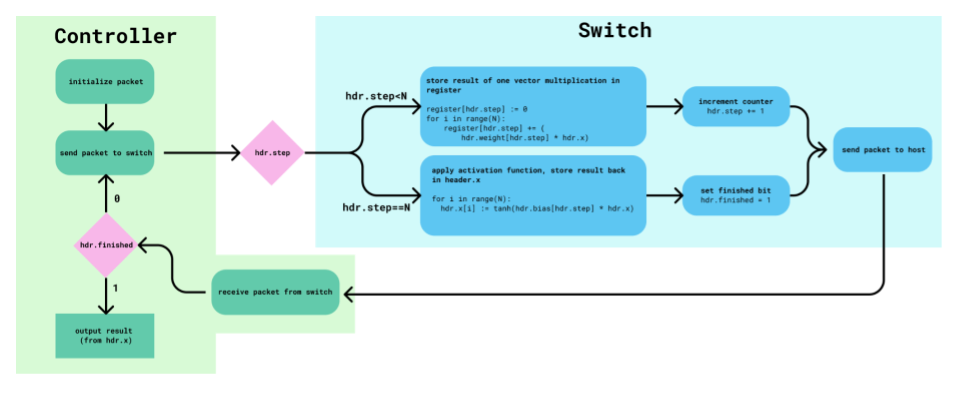 Controller
Switch
initialize packet
send packet to switch
hdr.step
hdr.step<N
hdr.step==N
store result of one vector multiplication in
register
register[hdr.step] := 0
for i in range(N):
register[hdr.step] += (
hdr.weight[hdr.step] * hdr.x)
increment counter
hdr.step += 1
apply activation function, store result back
in header.x
for i in range(N):
hdr.x[i] := tanh(hdr.bias[hdr.step] * hdr.x)
set finished bit
hdr.finished = 1
send packet to host
receive packet from switch
0
hdr.finished
1
output result
(from hdr.x)